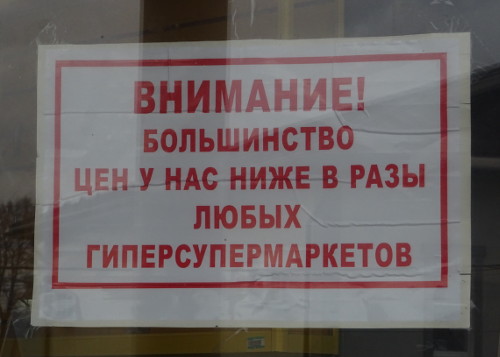 ВНИМАНИЕ!
БОЛЬШИНСТВО
ЦЕН У НАС НИЖЕ В РАЗЫ
ЛЮБЫХ
ГИПЕРСУПЕРМАРКЕТОВ